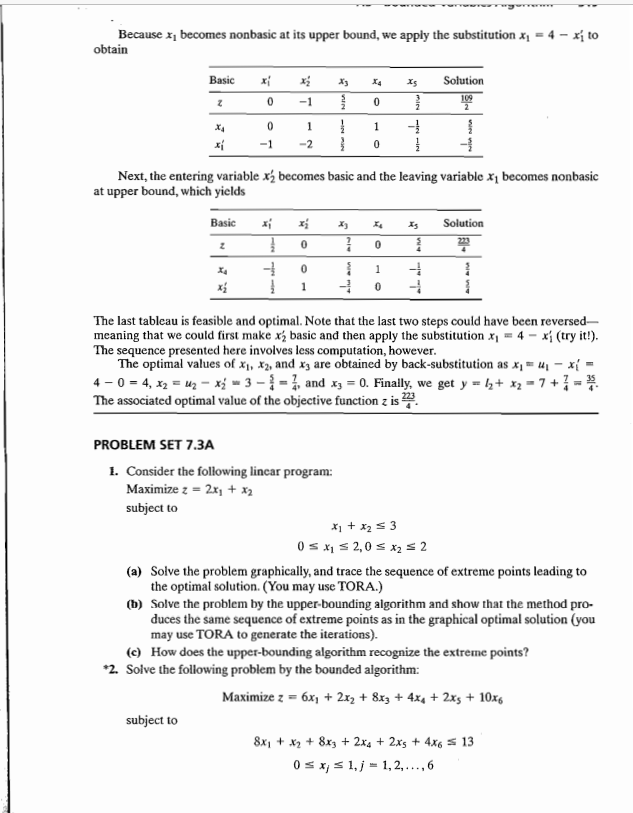 Because x₁ becomes nonbasic at its upper bound, we apply the substitution x₁ = 4 − x₁′ to
obtain
Basic x₁′ x₂′ x₃ x₄ x₅ Solution
z 0 −1 5/2 0 3/2 109/2
x₄ 0 1 1/2 1 −1/2 5/2
x₁′ −1 −2 3/2 0 1/2 −5/2
Next, the entering variable x₂′ becomes basic and the leaving variable x₁ becomes nonbasic
at upper bound, which yields
Basic x₁′ x₂′ x₃ x₄ x₅ Solution
z 1/2 0 7/4 0 5/4 223/4
x₄ −1/2 0 5/4 1 −1/4 5/4
x₂′ 1/2 1 −3/4 0 −1/4 5/4
The last tableau is feasible and optimal. Note that the last two steps could have been reversed—
meaning that we could first make x₂′ basic and then apply the substitution x₁ = 4 − x₁′ (try it!).
The sequence presented here involves less computation, however.
The optimal values of x₁, x₂, and x₃ are obtained by back-substitution as x₁ = u₁ − x₁′ =
4 − 0 = 4, x₂ = u₂ − x₂′ = 3 − 5/4 = 7/4, and x₃ = 0. Finally, we get y = l₂ + x₂ = 7 + 7/4 = 35/4.
The associated optimal value of the objective function z is 223/4.
PROBLEM SET 7.3A
1. Consider the following linear program:
Maximize z = 2x₁ + x₂
subject to
x₁ + x₂ ≤ 3
0 ≤ x₁ ≤ 2, 0 ≤ x₂ ≤ 2
(a) Solve the problem graphically, and trace the sequence of extreme points leading to
the optimal solution. (You may use TORA.)
(b) Solve the problem by the upper-bounding algorithm and show that the method pro-
duces the same sequence of extreme points as in the graphical optimal solution (you
may use TORA to generate the iterations).
(c) How does the upper-bounding algorithm recognize the extreme points?
*2. Solve the following problem by the bounded algorithm:
Maximize z = 6x₁ + 2x₂ + 8x₃ + 4x₄ + 2x₅ + 10x₆
subject to
8x₁ + x₂ + 8x₃ + 2x₄ + 2x₅ + 4x₆ ≤ 13
0 ≤ xⱼ ≤ 1, j = 1, 2, . . . , 6